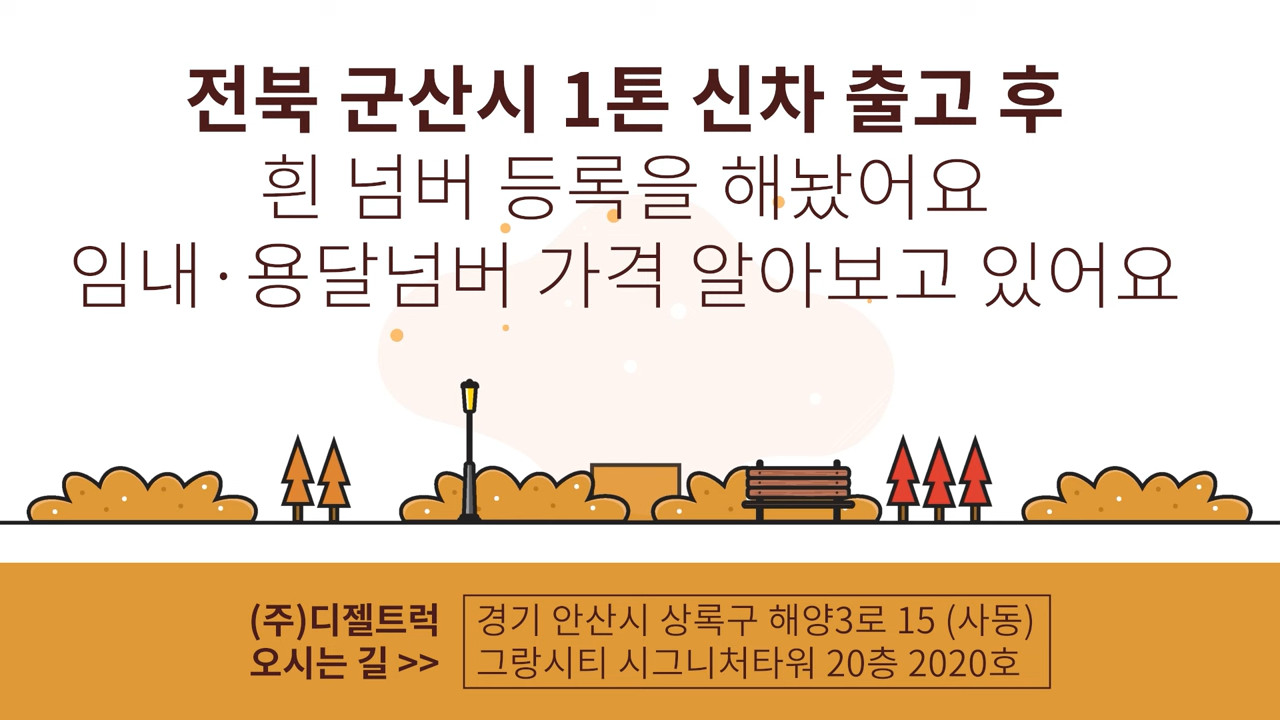 전북 군산시 1톤 신차 출고 후
흰 넘버 등록을 해놨어요
임내·용달넘버 가격 알아보고 있어요
(주)디젤트럭
오시는 길 >>
경기 안산시 상록구 해양3로 15 (사동)
그랑시티 시그니처타워 20층 2020호